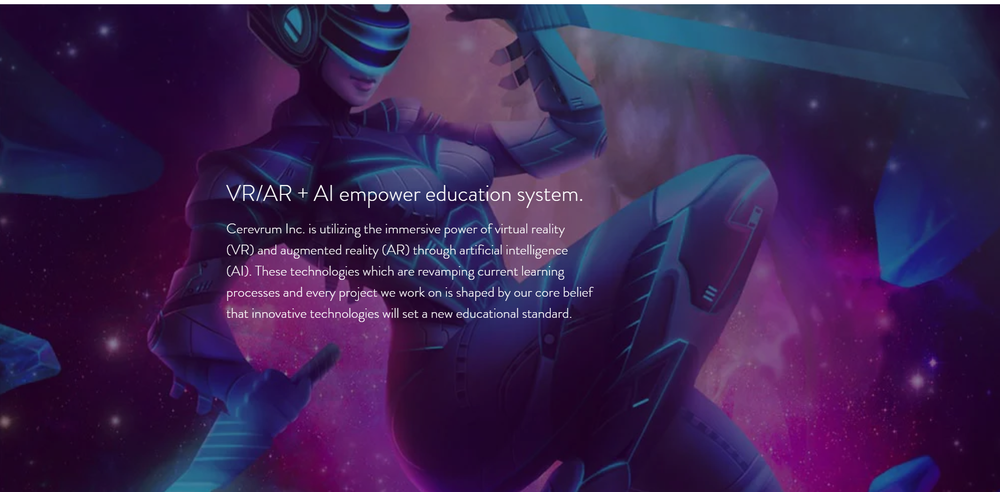 VR/AR + AI empower education system.
Cerevrum Inc. is utilizing the immersive power of virtual reality
(VR) and augmented reality (AR) through artificial intelligence
(AI). These technologies which are revamping current learning
processes and every project we work on is shaped by our core belief
that innovative technologies will set a new educational standard.